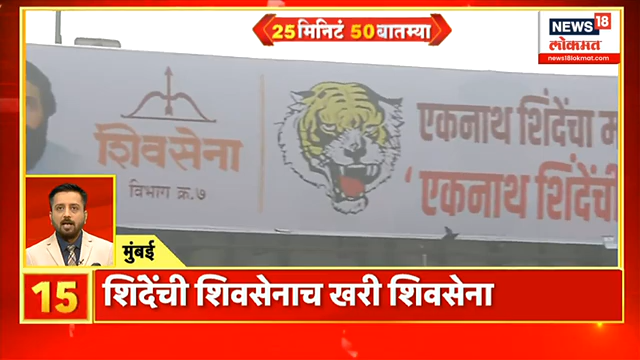 25 मिनिटं 50 बातम्या
NEWS18
लोकमत
news18lokmat.com
शिवसेना
विभाग क्र.७
एकनाथ शिंदेंचा
' एकनाथ शिंदेंची
मुंबई
15
शिंदेंची शिवसेनाच खरी शिवसेना